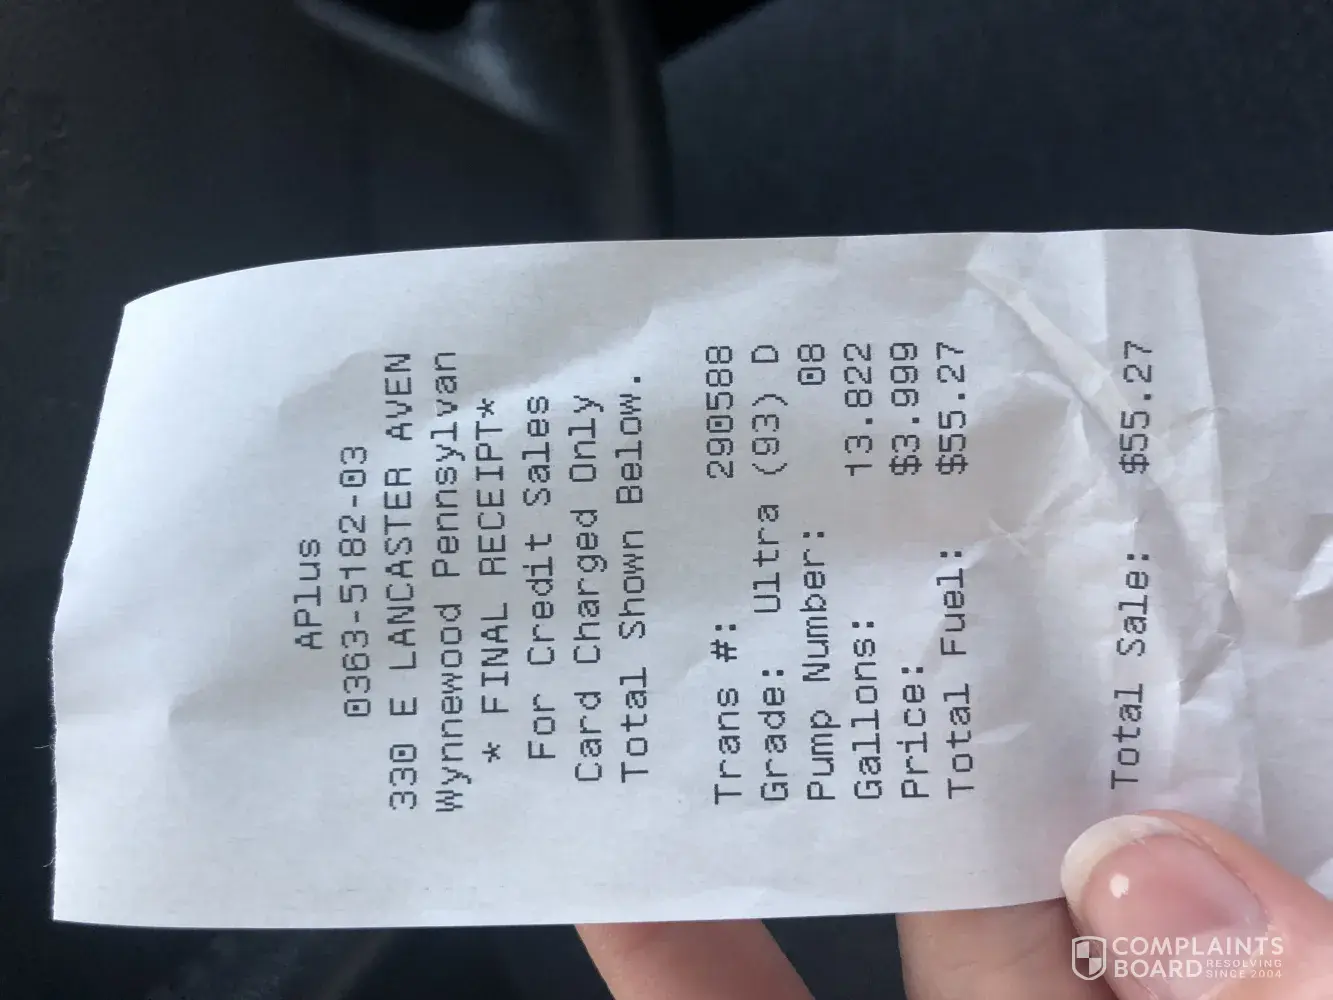 APlus
0363-5182-03
330 E LANCASTER AVEN
Wynnewood Pennsylvan
* FINAL RECEIPT*
For Credit Sales
Card Charged Only
Total Shown Below.
Trans #: 290588
Grade: Ultra (93) D
Pump Number: 08
Gallons: 13.822
Price: $3.999
Total Fuel: $55.27
Total Sale: $55.27
COMPLAINTS
BOARD RESOLVING
SINCE 2004